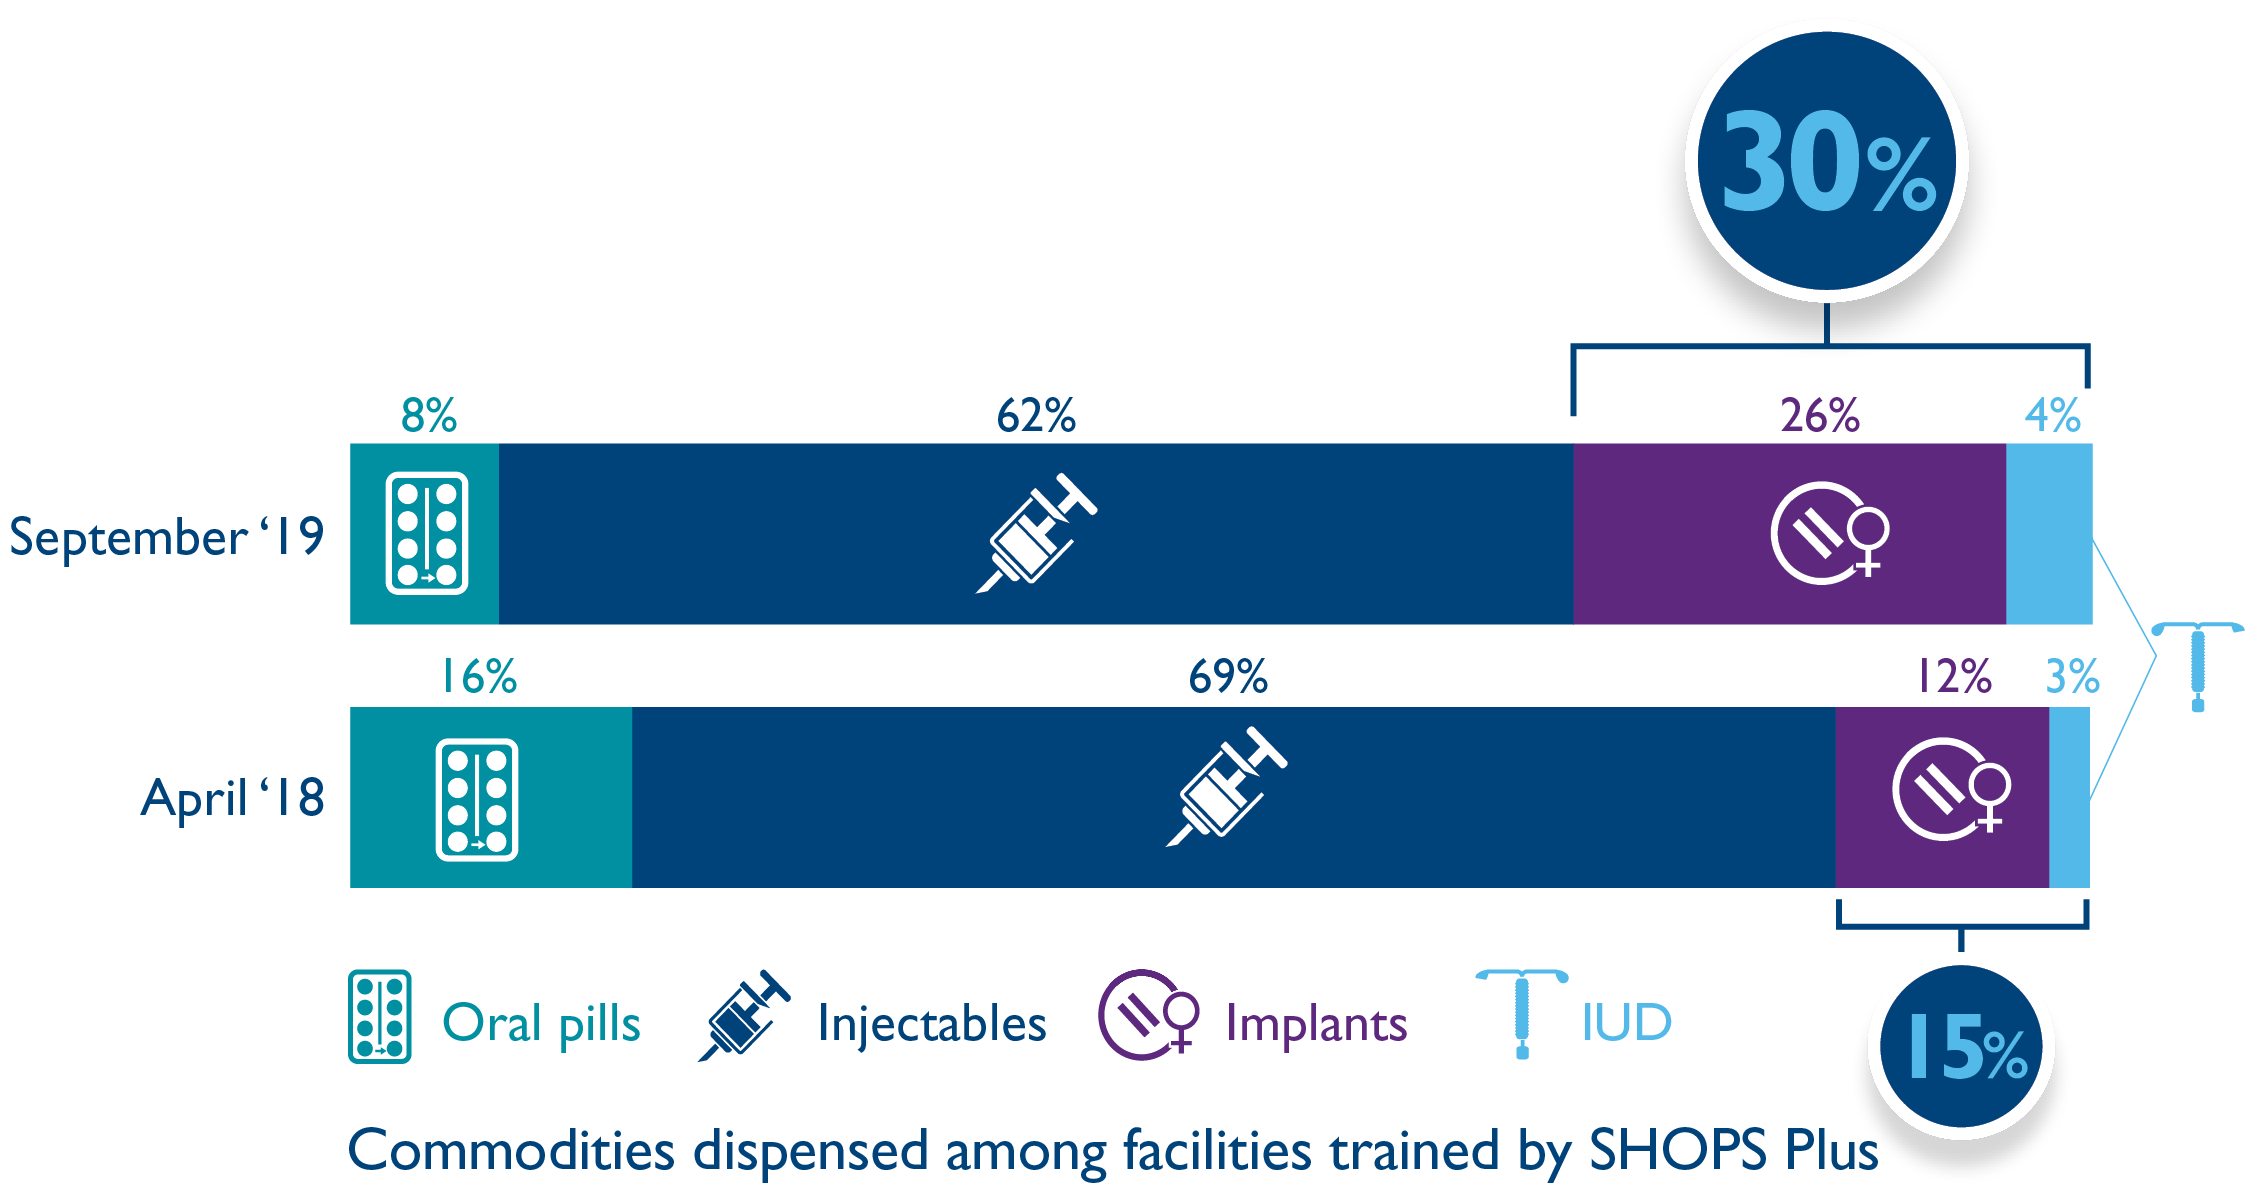 30%
8% 62% 26% 4%
September ‘19
16% 69% 12% 3%
April ‘18
Oral pills Injectables Implants IUD
15%
Commodities dispensed among facilities trained by SHOPS Plus